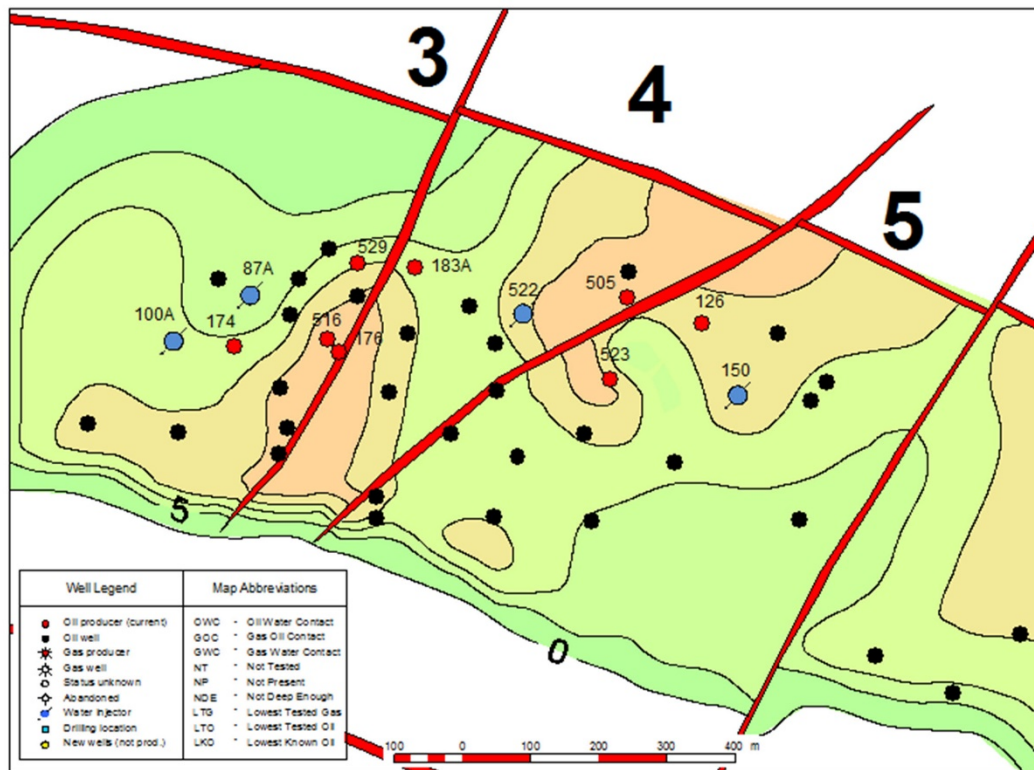 3
4
5
529
183A
87A
522
505
126
100A
174
516
176
523
150
5
0
Well Legend
Oil producer (current)
Oil well
Gas producer
Gas well
Status unknown
Abandoned
Water Injector
Drilling location
New wells (not prod.)
Map Abbreviations
OWC - Oil Water Contact
GOC - Gas Oil Contact
GWC - Gas Water Contact
NT - Not Tested
NP - Not Present
NDE - Not Deep Enough
LTG - Lowest Tested Gas
LTO - Lowest Tested Oil
LKO - Lowest Known Oil
100 0 100 200 300 400 m